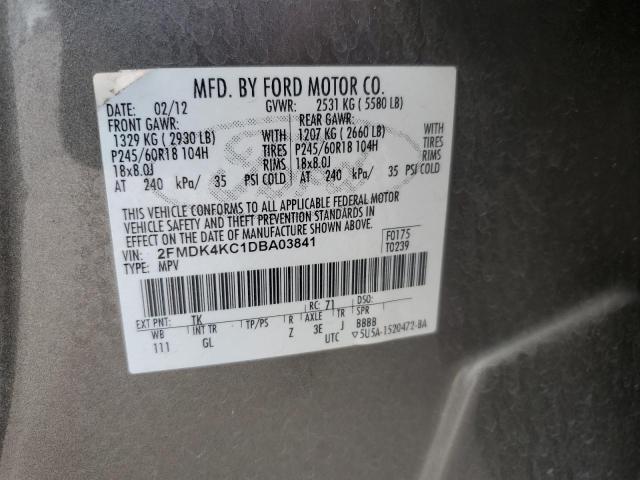 MFD. BY FORD MOTOR CO.
DATE: 02/12 GVWR: 2531 KG ( 5580 LB)
FRONT GAWR: REAR GAWR:
1329 KG ( 2930 LB) WITH 1207 KG ( 2660 LB) WITH
P245/60R18 104H TIRES P245/60R18 104H TIRES
18x8.0J RIMS 18x8.0J RIMS
AT 240 kPa/ 35 PSI COLD AT 240 kPa/ 35 PSI COLD
THIS VEHICLE CONFORMS TO ALL APPLICABLE FEDERAL MOTOR
VEHICLE SAFETY AND THEFT PREVENTION STANDARDS IN
EFFECT ON THE DATE OF MANUFACTURE SHOWN ABOVE.
VIN: 2FMDK4KC1DBA03841 F0175
TYPE: MPV T0239
EXT PNT: TK RC: 71 DSO:
WB INT TR TP/PS R AXLE TR SPR
111 GL Z 3E J BBBB
UTC 5U5A-1520472-BA
Ford